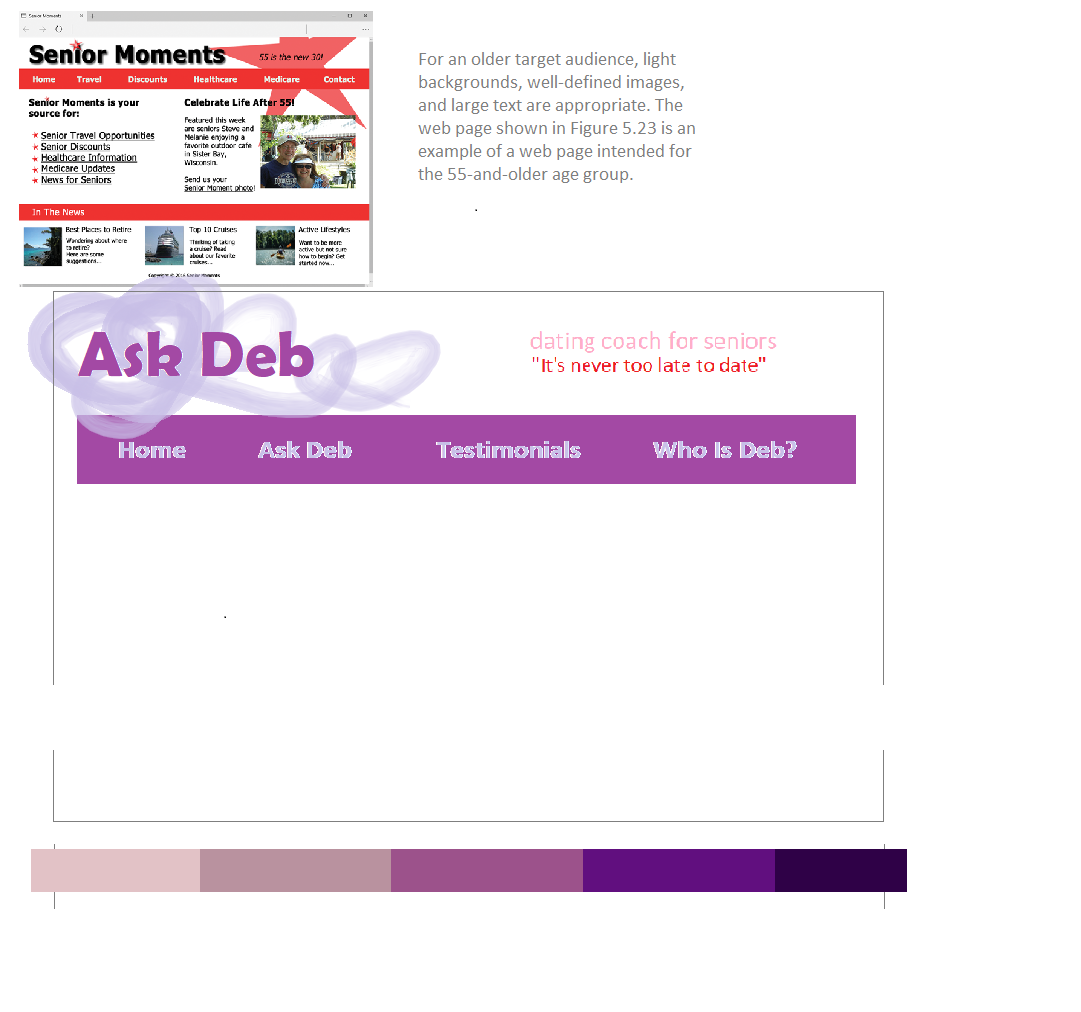 Senior Moments
Senior Moments
55 is the new 30!
Home Travel Discounts Healthcare Medicare Contact
Senior Moments is your
source for:
Senior Travel Opportunities
Senior Discounts
Healthcare Information
Medicare Updates
News for Seniors
Celebrate Life After 55!
Featured this week
are seniors Steve and
Melanie enjoying a
favorite outdoor cafe
in Sister Bay,
Wisconsin.
Send us your
Senior Moment photo!
In The News
Best Places to Retire
Wandering about where
to retire?
Here are some
suggestions...
Top 10 Cruises
Thinking of taking
a cruise? Read
about our favorite
cruises...
Active Lifestyles
Want to be more
active but not sure
how to begin? Get
started now...
Copyright © 2016 Senior Moments
For an older target audience, light
backgrounds, well-defined images,
and large text are appropriate. The
web page shown in Figure 5.23 is an
example of a web page intended for
the 55-and-older age group.
.
Ask Deb
dating coach for seniors
"It's never too late to date"
Home Ask Deb Testimonials Who Is Deb?
.